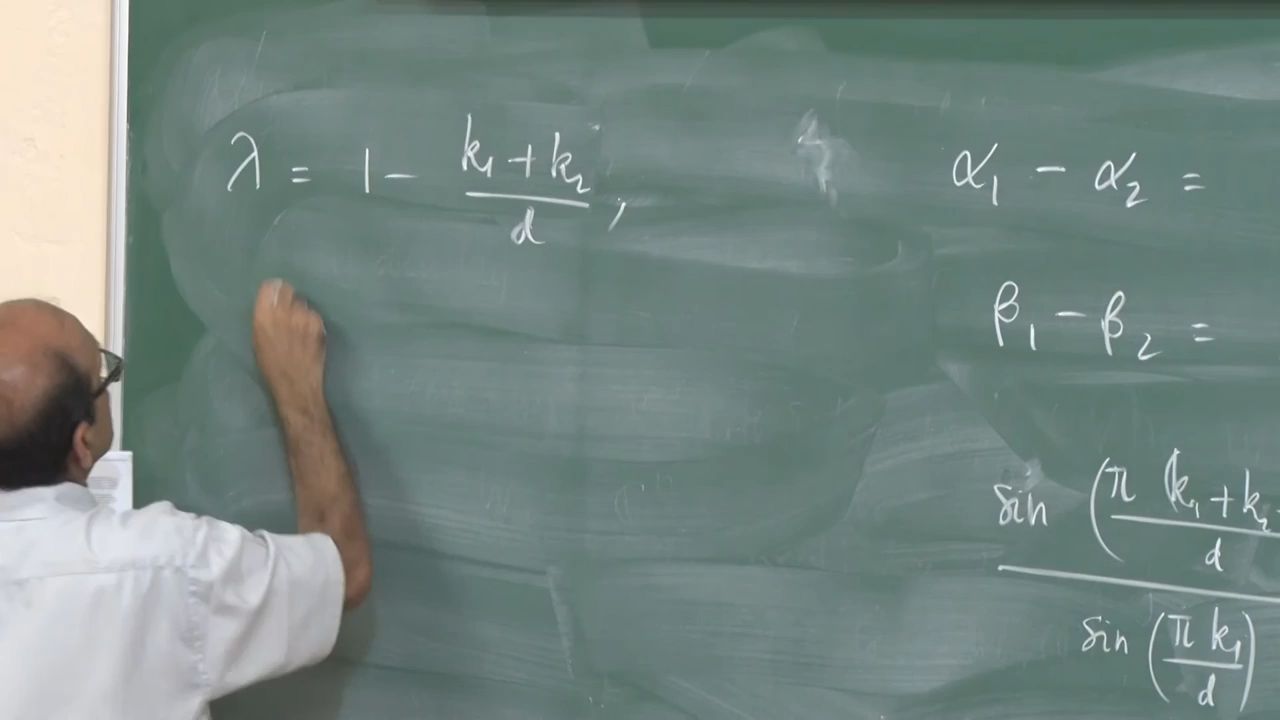 λ = 1 - (k₁ + k₂)/d ,
α₁ - α₂ =
β₁ - β₂ =
sin (π (k₁ + k₂
d
sin (π k₁/d)